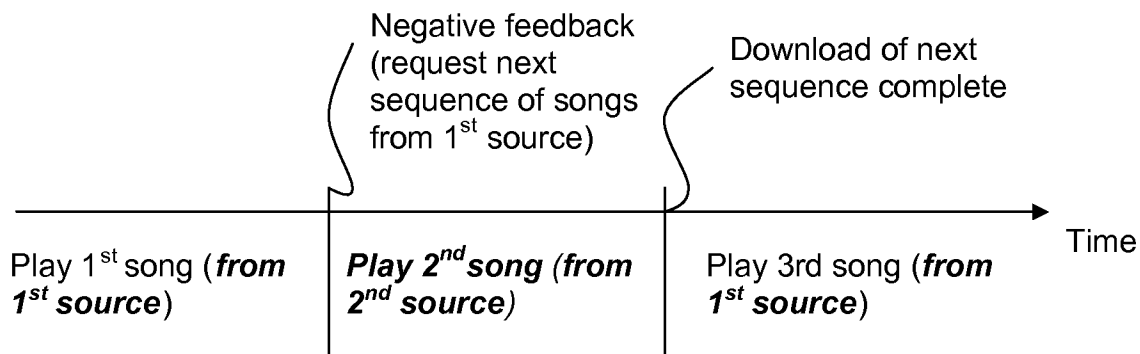 Negative feedback
(request next
sequence of songs
from 1st source)
Download of next
sequence complete
Time
Play 1st song (from
1st source)
Play 2nd song (from
2nd source)
Play 3rd song (from
1st source)